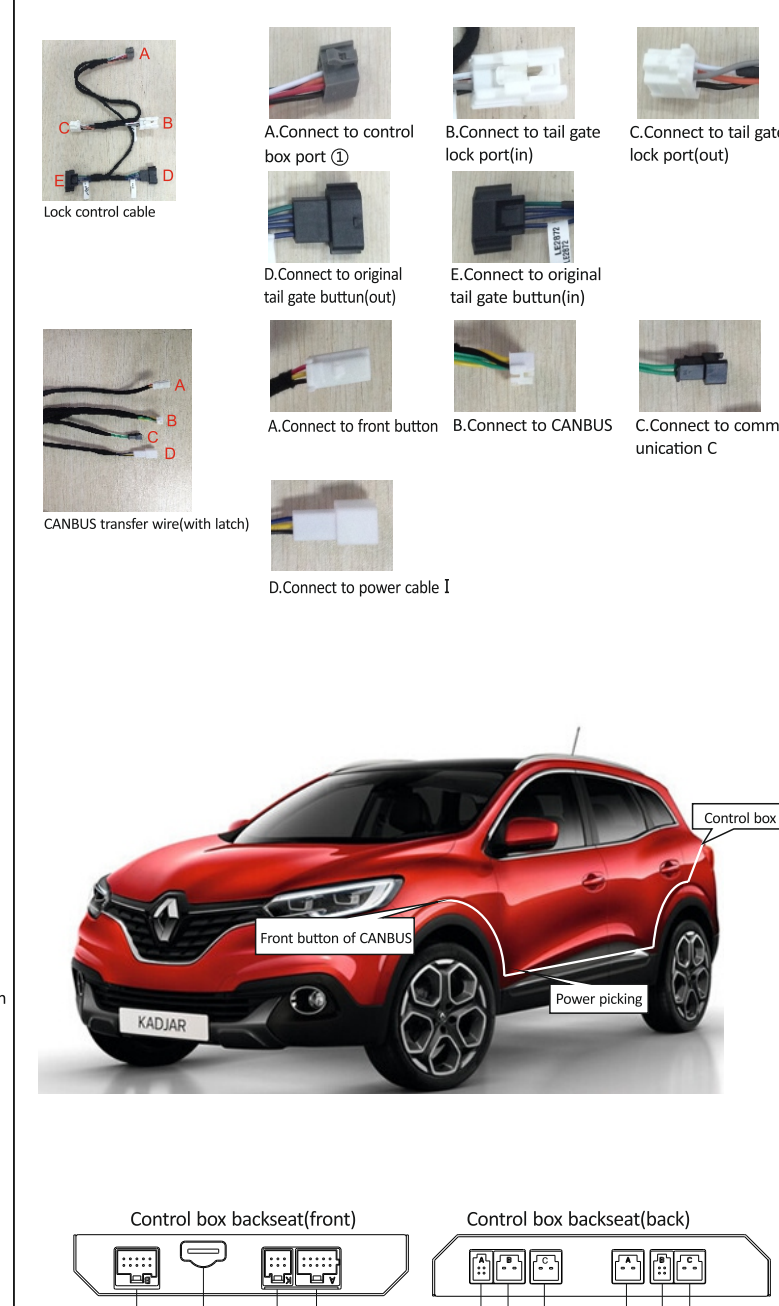 A
C
B
E
D
Lock control cable
A.Connect to control
box port ①
B.Connect to tail gate
lock port(in)
C.Connect to tail gate
lock port(out)
LE2872
LE2872
D.Connect to original
tail gate buttun(out)
E.Connect to original
tail gate buttun(in)
A
B
C
D
CANBUS transfer wire(with latch)
A.Connect to front button
B.Connect to CANBUS
C.Connect to comm
unication C
D.Connect to power cable I
Control box
Front button of CANBUS
Power picking
KADJAR
Control box backseat(front)
Control box backseat(back)
B
K
A
A
B
C
A
B
C